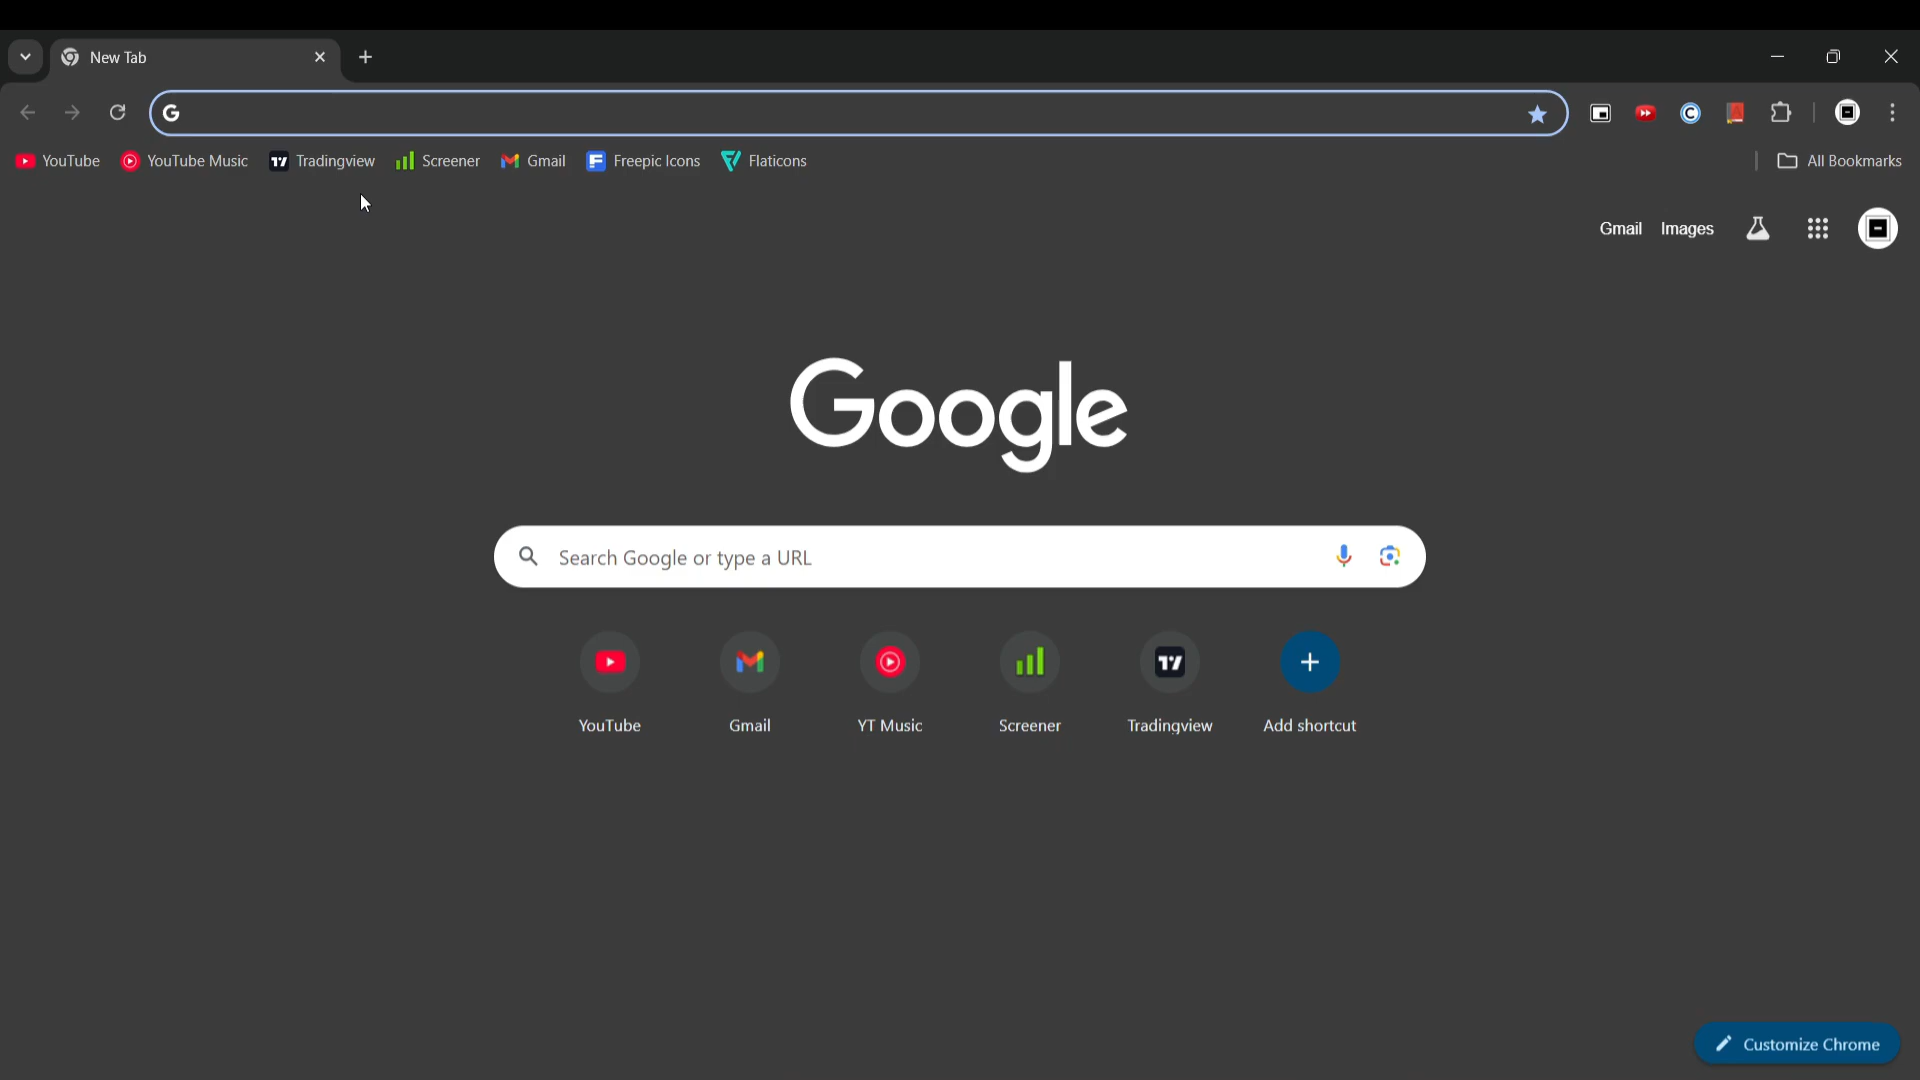 New Tab
YouTube YouTube Music Tradingview Screener Gmail Freepic Icons Flaticons All Bookmarks
Gmail Images
Google
Search Google or type a URL
YouTube Gmail YT Music Screener Tradingview Add shortcut
Customize Chrome